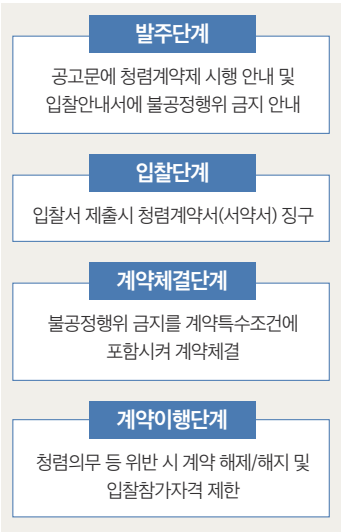 발주단계
공고문에 청렴계약제 시행 안내 및
입찰안내서에 불공정행위 금지 안내
입찰단계
입찰서 제출시 청렴계약서(서약서) 징구
계약체결단계
불공정행위 금지를 계약특수조건에
포함시켜 계약체결
계약이행단계
청렴의무 등 위반 시 계약 해제/해지 및
입찰참가자격 제한